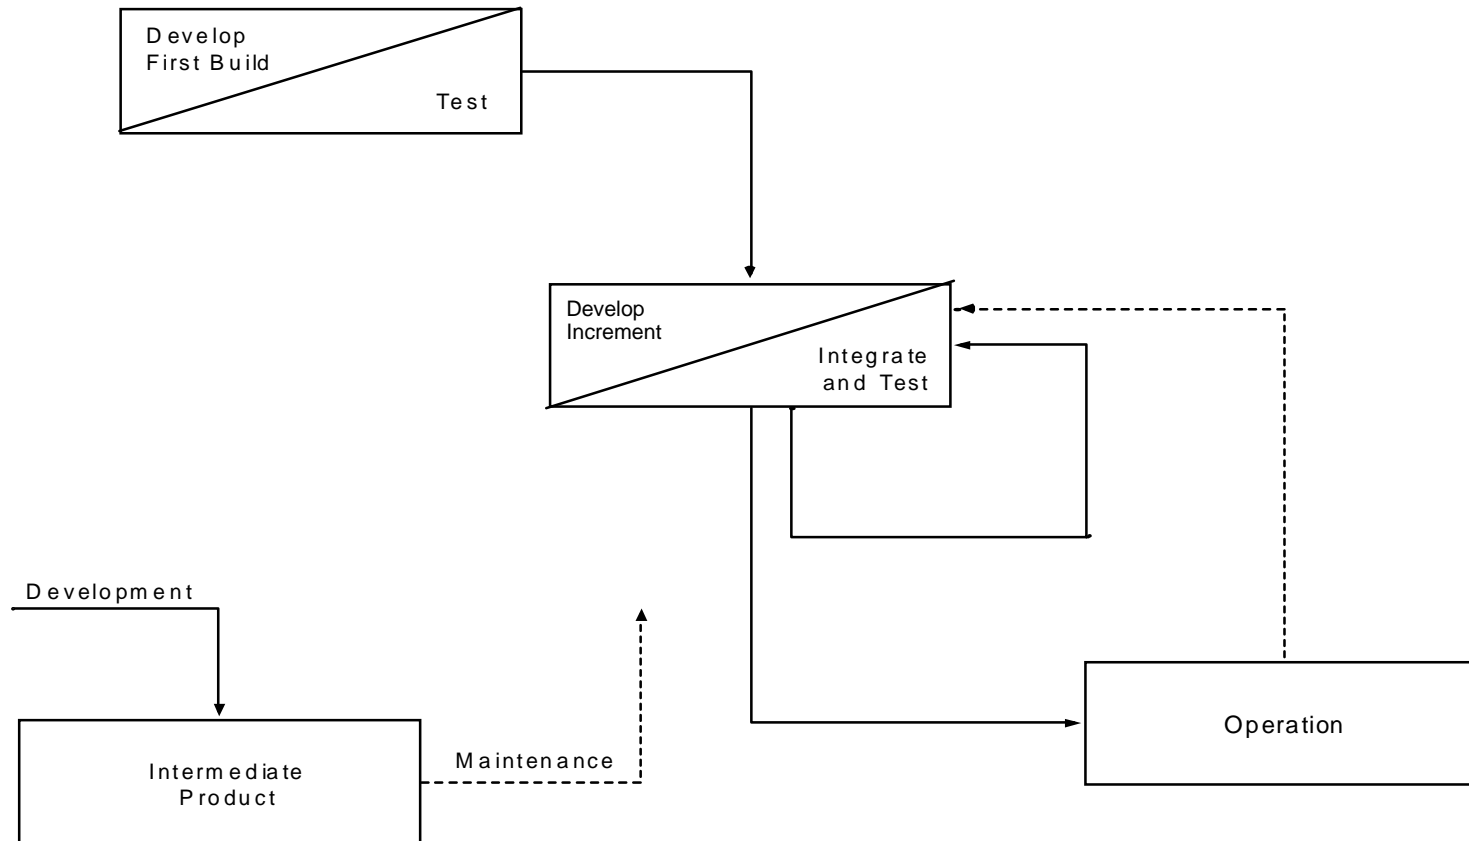 Develop
First Build
Test
Develop
Increment
Integrate
and Test
Development
Maintenance
Intermediate
Product
Operation